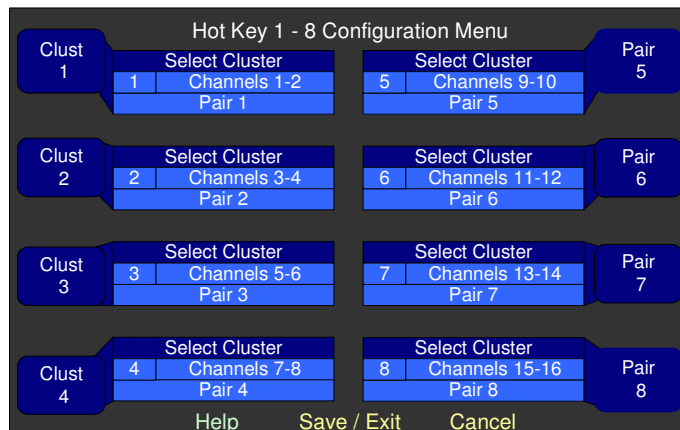 Hot Key 1 - 8 Configuration Menu
Clust
1
Select Cluster
1 Channels 1-2
Pair 1
Select Cluster
5 Channels 9-10
Pair 5
Pair
5
Clust
2
Select Cluster
2 Channels 3-4
Pair 2
Select Cluster
6 Channels 11-12
Pair 6
Pair
6
Clust
3
Select Cluster
3 Channels 5-6
Pair 3
Select Cluster
7 Channels 13-14
Pair 7
Pair
7
Clust
4
Select Cluster
4 Channels 7-8
Pair 4
Select Cluster
8 Channels 15-16
Pair 8
Pair
8
Help Save / Exit Cancel